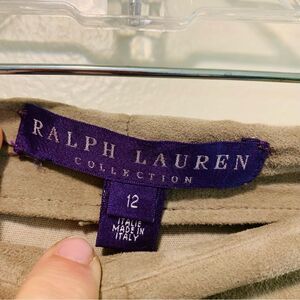 RALPH LAUREN
COLLECTION
12
ITALIE
MADE IN
ITALY